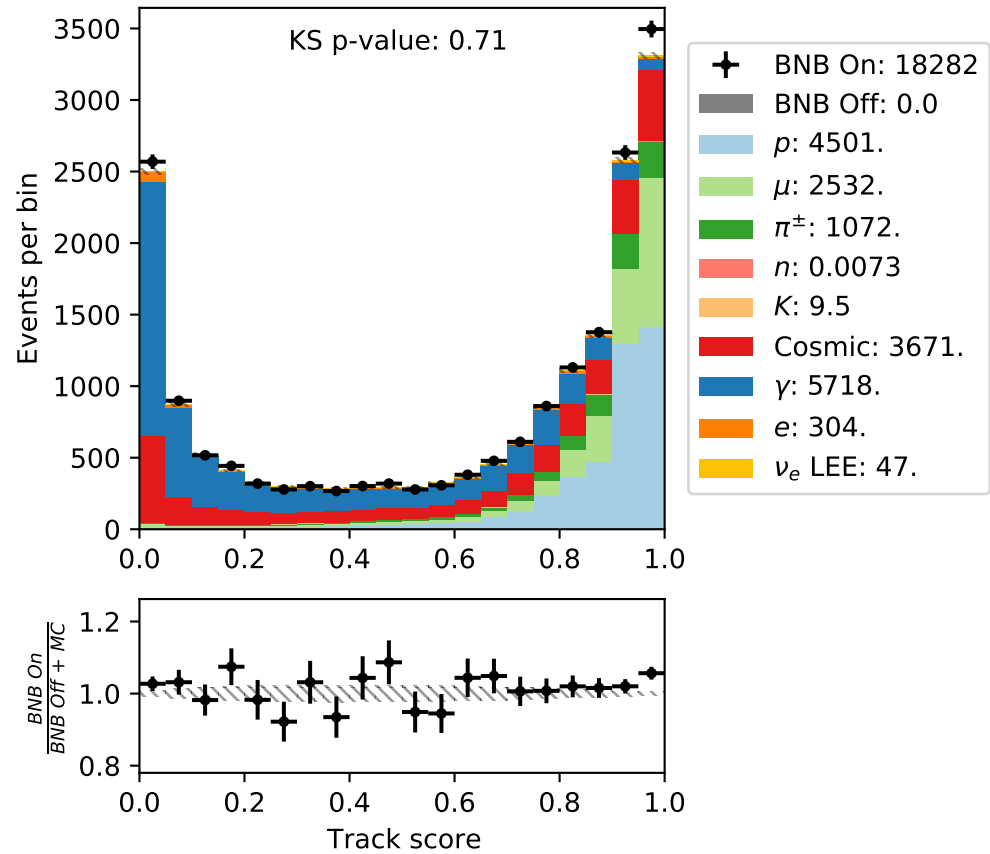 3500
3000
2500
2000
1500
1000
500
0
Events per bin
KS p-value: 0.71
0.0 0.2 0.4 0.6 0.8 1.0
BNB On: 18282
BNB Off: 0.0
p: 4501.
μ: 2532.
π±: 1072.
n: 0.0073
K: 9.5
Cosmic: 3671.
γ: 5718.
e: 304.
νe LEE: 47.
1.2
1.0
0.8
BNB On
BNB Off + MC
0.0 0.2 0.4 0.6 0.8 1.0
Track score